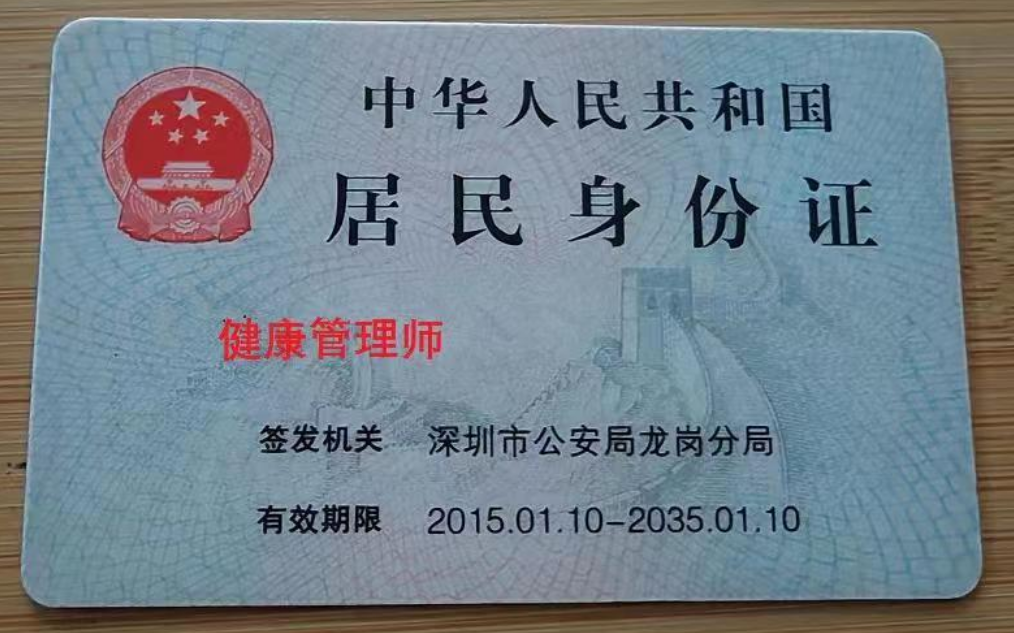 中华人民共和国
居民身份证
健康管理师
签发机关 深圳市公安局龙岗分局
有效期限 2015.01.10-2035.01.10